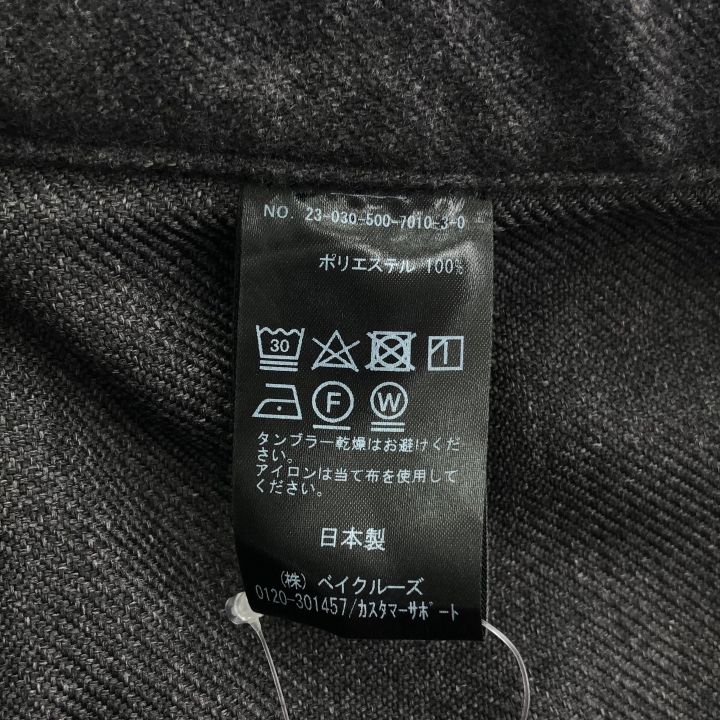 NO. 23-030-500-7010-3-0
ポリエステル 100%
30
F W
タンブラー乾燥はお避けくだ
さい。
アイロンは当て布を使用して
ください。
日本製
(株) ベイクルーズ
0120-301457/カスタマーサポート